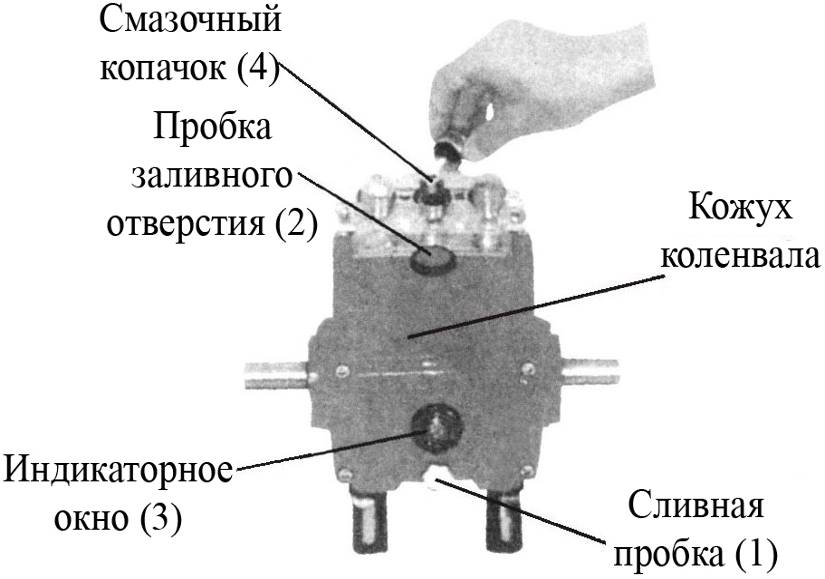 Смазочный
копачок (4)
Пробка
заливного
отверстия (2)
Кожух
коленвала
Индикаторное
окно (3)
Сливная
пробка (1)